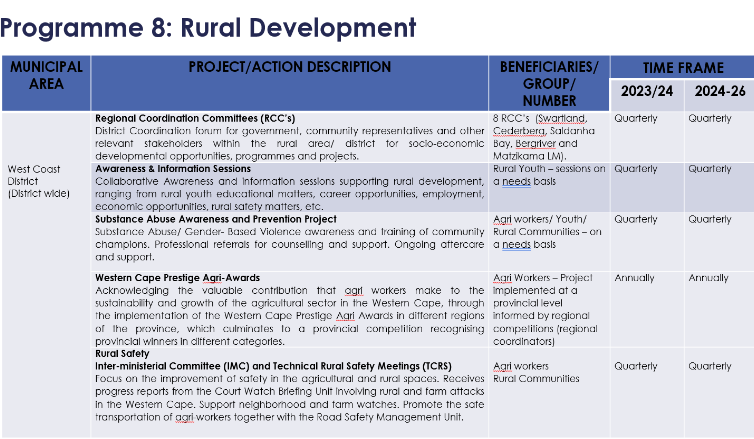 Programme 8: Rural Development
MUNICIPAL
AREA
PROJECT/ACTION DESCRIPTION
BENEFICIARIES/
GROUP/
NUMBER
TIME FRAME
2023/24
2024-26
West Coast
District
(District wide)
Regional Coordination Committees (RCC's)
District Coordination forum for government, community representatives and other
relevant stakeholders within the rural area/ district for socio-economic
developmental opportunities, programmes and projects.
8 RCC's (Swartland,
Cederberg, Saldanha
Bay, Bergriver and
Matzikama LM).
Quarterly
Quarterly
Awareness & Information Sessions
Collaborative Awareness and Information sessions supporting rural development,
ranging from rural youth educational matters, career opportunities, employment,
economic opportunities, rural safety matters, etc.
Rural Youth – sessions on
a needs basis
Quarterly
Quarterly
Substance Abuse Awareness and Prevention Project
Substance Abuse/ Gender- Based Violence awareness and training of community
champions. Professional referrals for counselling and support. Ongoing aftercare
and support.
Agri workers/ Youth/
Rural Communities – on
a needs basis
Quarterly
Quarterly
Western Cape Prestige Agri-Awards
Acknowledging the valuable contribution that agri workers make to the
sustainability and growth of the agricultural sector in the Western Cape, through
the implementation of the Western Cape Prestige Agri Awards in different regions
of the province, which culminates to a provincial competition recognising
provincial winners in different categories.
Agri Workers – Project
implemented at a
provincial level
informed by regional
competitions (regional
coordinators)
Annually
Annually
Rural Safety
Inter-ministerial Committee (IMC) and Technical Rural Safety Meetings (TCRS)
Focus on the improvement of safety in the agricultural and rural spaces. Receives
progress reports from the Court Watch Briefing Unit involving rural and farm attacks
in the Western Cape. Support neighborhood and farm watches. Promote the safe
transportation of agri-workers together with the Road Safety Management Unit.
Agri workers
Rural Communities
Quarterly
Quarterly